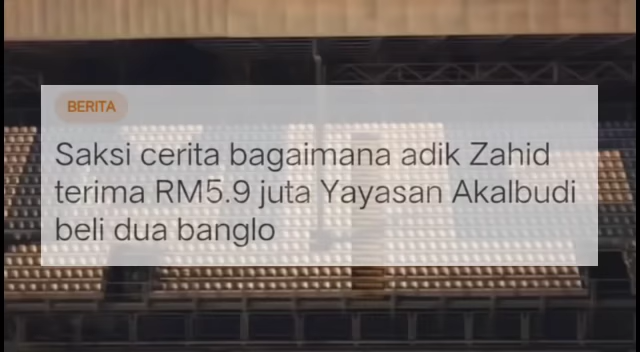 BERITA
Saksi cerita bagaimana adik Zahid
terima RM5.9 juta Yayasan Akalbudi
beli dua banglo